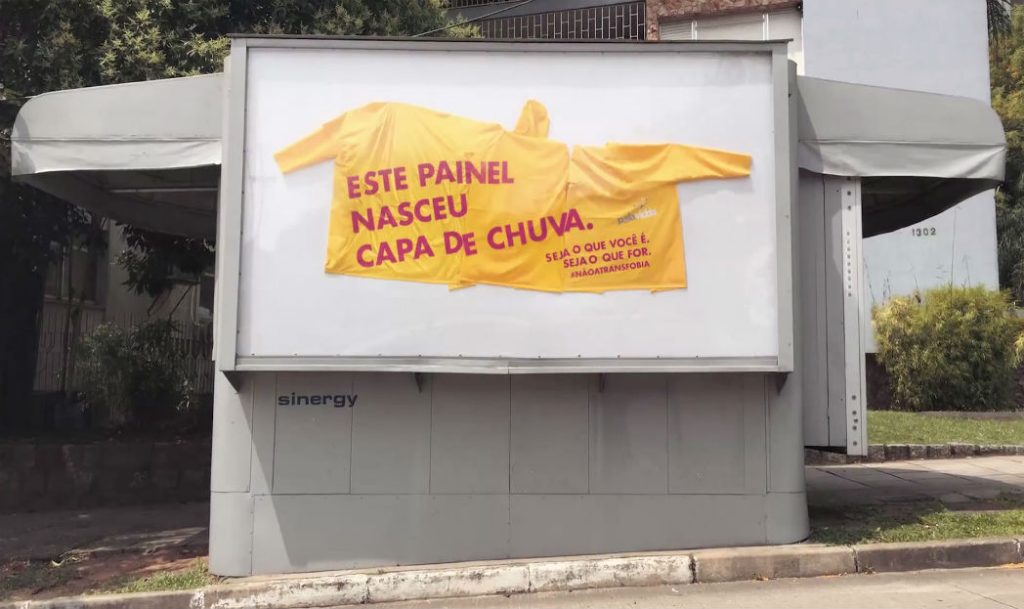 ESTE PAINEL
NASCEU
CAPA DE CHUVA.
SEJA O QUE VOCÊ É.
SEJA O QUE FOR.
#NÃOATRANSFOBIA
sinergy
1302